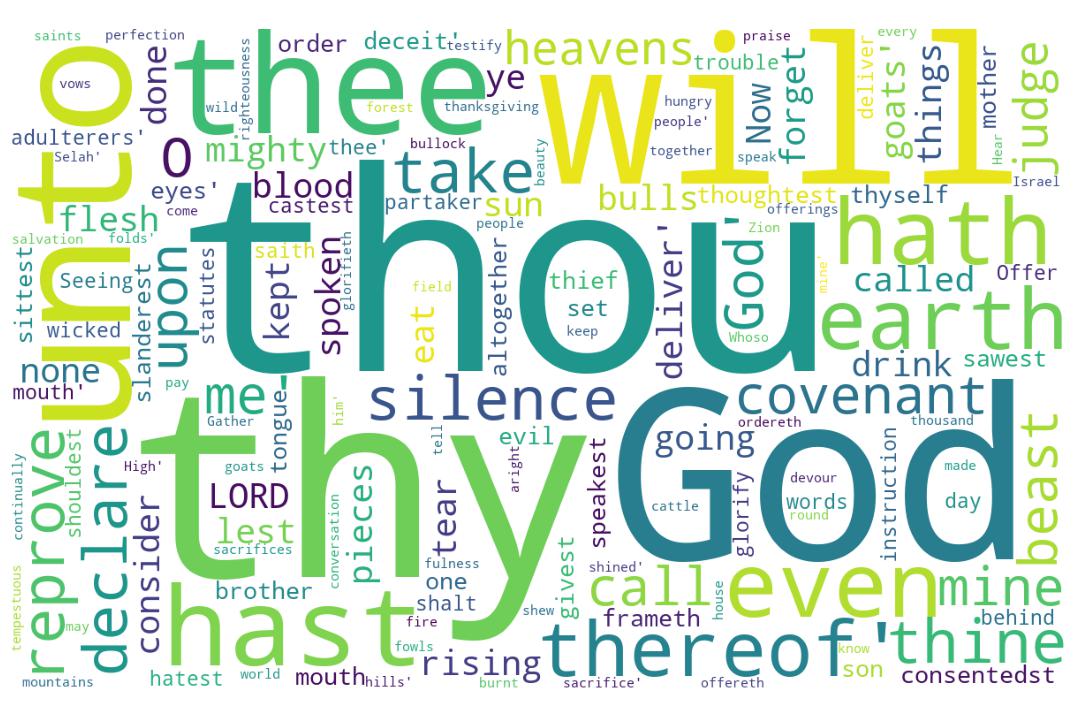 saints
perfection
order
deceit'
testify
heavens
praise
every
vows
done
thee
ye
will
trouble
deliver
goats'
things
mother
judge
unto
wild
righteousness
forest
thanksgiving
hungry
people'
Now
forget
adulterers'
Selah'
O
mighty
thee'
bullock
take
beauty
together
speak
Hear
Israel
eyes'
come
blood
castest
partaker
sun
bulls
thoughtest
thyself
offerings
flesh
salvation
folds'
upon
statutes
saith
kept
spoken
glorifieth
thou
people
altogether
Zion
God'
hath
mine'
sittest
Seeing
slanderest
field
eat
thief
set
keep
deliver'
Whoso
called
Offer
earth
wicked
none
mouth'
pay
me'
silence
covenant
drink
sawest
Gather
tongue
him'
thy
tell
evil
aright
God
going
ordereth
thousand
continually
reprove
shouldest
declare
High'
goats
LORD
lest
sacrifices
conversation
pieces
tear
speakest
cattle
glorify
devour
words
round
instruction
made
day
beast
consider
brother
fulness
one
shalt
shew
givest
shined'
call
house
even
mine
tempestuous
may
hast
fire
fowls
frameth
thereof'
know
behind
thine
mountains
hatest
world
mouth
hills'
rising
burnt
sacrifice'
offereth
son
consentedst